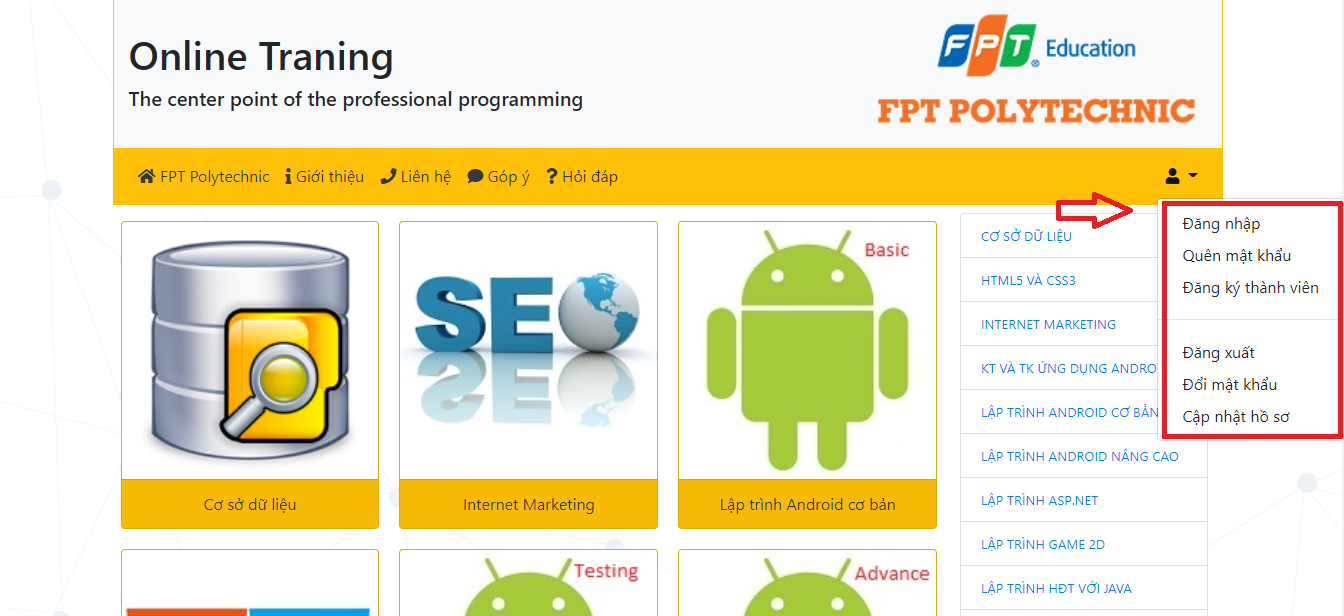 Online Traning
The center point of the professional programming
FPT Education
FPT POLYTECHNIC
FPT Polytechnic
Giới thiệu
Liên hệ
Góp ý
Hỏi đáp
Đăng nhập
Quên mật khẩu
Đăng ký thành viên
Đăng xuất
Đổi mật khẩu
Cập nhật hồ sơ
SEO
Basic
Cơ sở dữ liệu
Internet Marketing
Lập trình Android cơ bản
Testing
Advance
CƠ SỞ DỮ LIỆU
HTML5 VÀ CSS3
INTERNET MARKETING
KT VÀ TK ỨNG DỤNG ANDRO
LẬP TRÌNH ANDROID CƠ BẢN
LẬP TRÌNH ANDROID NÂNG CAO
LẬP TRÌNH ASP.NET
LẬP TRÌNH GAME 2D
LẬP TRÌNH HĐT VỚI JAVA